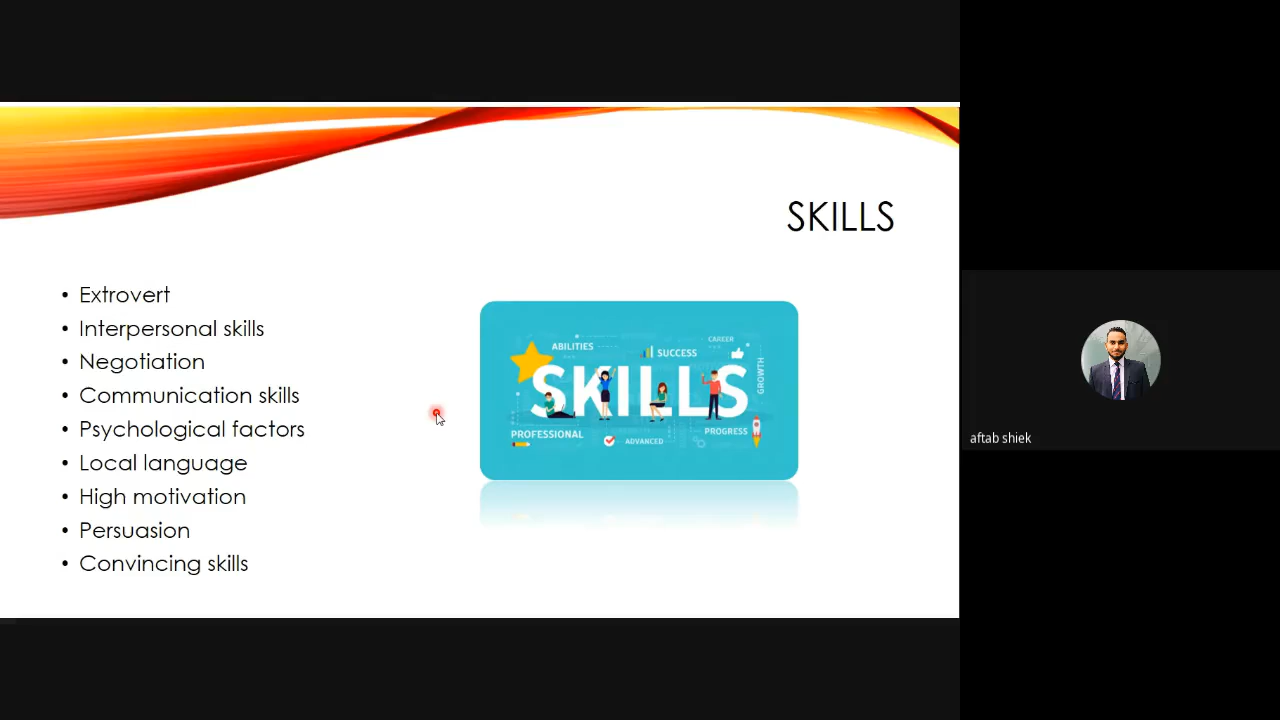 SKILLS
• Extrovert
• Interpersonal skills
• Negotiation
• Communication skills
• Psychological factors
• Local language
• High motivation
• Persuasion
• Convincing skills
ABILITIES
SUCCESS
CAREER
SKILLS
GROWTH
PROFESSIONAL
ADVANCED
PROGRESS
aftab shiek